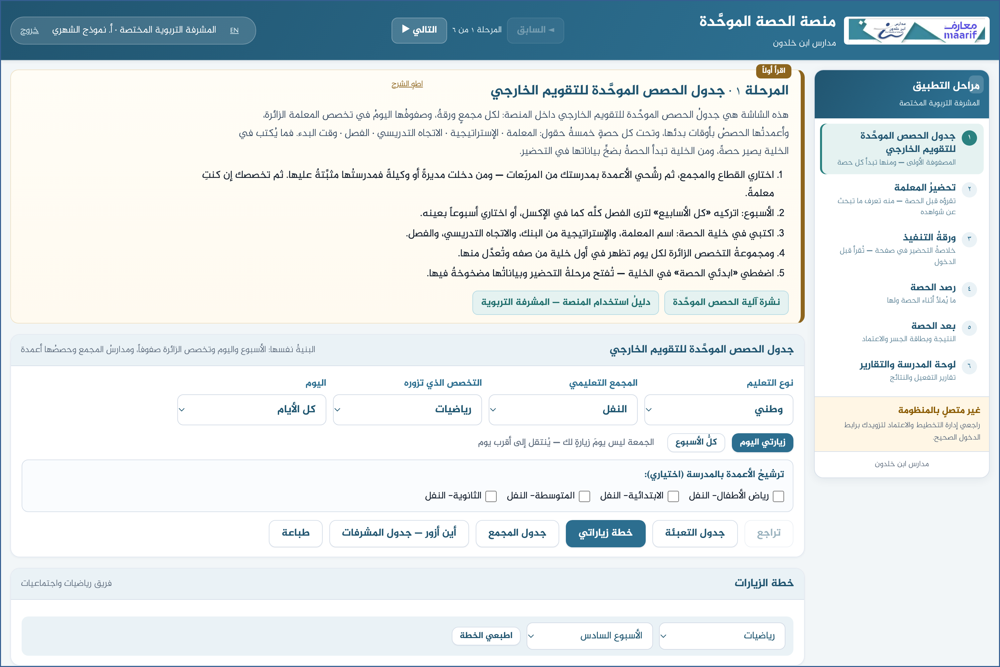 معارف
maarif
مدارس
ابن خلدون
Ibn Khaldun Schools
منصة الحصة الموحَّدة
مدارس ابن خلدون
◄ السابق
المرحلة ١ من ٦
التالي ◀
EN
المشرفة التربوية المختصة · أ. نموذج الشهري
خروج
مراحل التطبيق
المشرفة التربوية المختصة
١
جدول الحصص الموحَّدة
للتقويم الخارجي
المصفوفة الأولى — ومنها تبدأ كل حصة
٢
تحضيرُ المعلمة
تقرؤه قبل الحصة — منه تعرف ما تبحث
عن شواهده
٣
ورقةُ التنفيذ
خلاصةُ التحضير في صفحة — تُقرأ قبل
الدخول
٤
رصد الحصة
ما يُملأ أثناء الحصة ولها
٥
بعد الحصة
النتيجة وبطاقة الجسر والاعتماد
٦
لوحة المدرسة والتقارير
تقارير التفعيل والنتائج
غير متصلٍ بالمنظومة
راجعي إدارة التخطيط والاعتماد لتزويدك برابط
الدخول الصحيح.
مدارس ابن خلدون
اقرأ أولاً
المرحلة ١ · جدول الحصص الموحَّدة للتقويم الخارجي
اطوِ الشرح
هذه الشاشة هي جدولُ الحصص الموحَّدة للتقويم الخارجي داخل المنصة: لكل مجمعٍ ورقةٌ، وصفوفُها اليومُ في تخصص المعلمة الزائرة،
وأعمدتُها الحصصُ بأوقات بدئها، وتحت كل حصةٍ خمسةُ حقول: المعلمة · الإستراتيجية · الاتجاه التدريسي · الفصل · وقت البدء. فما يُكتب في
الخلية يصير حصةً، ومن الخلية تبدأ الحصةُ بضخِّ بياناتها في التحضير.
1. اختاري القطاع والمجمع، ثم رشِّحي الأعمدة بمدرستك من المربّعات — ومن دخلت مديرةً أو وكيلةً فمدرستُها مثبَّتةٌ عليها. ثم تخصصك إن كنتِ
معلمةً.
2. الأسبوع: اتركيه «كل الأسابيع» لترى الفصل كلَّه كما في الإكسل، أو اختاري أسبوعاً بعينه.
3. اكتبي في خلية الحصة: اسم المعلمة، والإستراتيجية من البنك، والاتجاه التدريسي، والفصل.
4. ومجموعةُ التخصص الزائرة لكل يوم تظهر في أول خلية من صفه وتُعدَّل منها.
5. اضغطي «ابدئي الحصة» في الخلية — تُفتح مرحلةُ التحضير وبياناتُها مضخوخةٌ فيها.
نشرة آلية الحصص الموحَّدة
دليلُ استخدام المنصة — المشرفة التربوية
جدول الحصص الموحَّدة للتقويم الخارجي
البنيةُ نفسها: الأسبوع واليوم وتخصص الزائرة صفوفاً، ومدارسُ المجمع وحصصُها أعمدة
نوع التعليم
المجمع التعليمي
التخصص الذي تزوره
اليوم
وطني
النفل
رياضيات
كل الأيام
زيارتي اليوم
كلُّ الأسبوع
الجمعة ليس يومَ زيارةٍ لك — يُنتقل إلى أقرب يوم
ترشيحُ الأعمدة بالمدرسة (اختياري):
رياض الأطفال- النفل
الابتدائية- النفل
المتوسطة- النفل
الثانوية- النفل
تراجع
جدول التعبئة
خطة زياراتي
جدول المجمع
أين أزور — جدول المشرفات
طباعة
خطة الزيارات
فريق رياضيات واجتماعيات
رياضيات
الأسبوع السادس
اطبعي الخطة